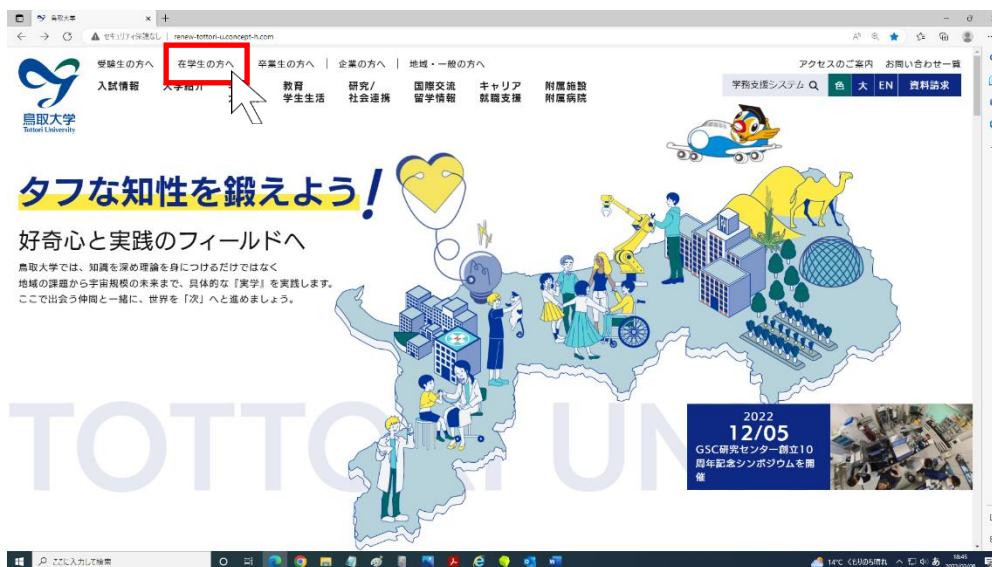 鳥取大学
セキュリティ保護なし | renew-tottori-u.concept-h.com
受験生の方へ 在学生の方へ 卒業生の方へ | 企業の方へ | 地域・一般の方へ
アクセスのご案内 お問い合わせ一覧
入試情報 大学紹介 教育 学生生活 研究/ 社会連携 国際交流 留学情報 キャリア 就職支援 附属施設 附属病院
学務支援システム 色 大 EN 資料請求
鳥取大学
Tottori University
タフな知性を鍛えよう!
好奇心と実践のフィールドへ
鳥取大学では、知識を深め理論を身につけるだけではなく
地域の課題から宇宙規模の未来まで、具体的な『実学』を実践します。
ここで出会う仲間と一緒に、世界を「次」へと進めましょう。
TOTTORI UN
2022
12/05
GSC研究センター創立10
周年記念シンポジウムを開
催
ここに入力して検索
14°C くもりのち晴れ
あ